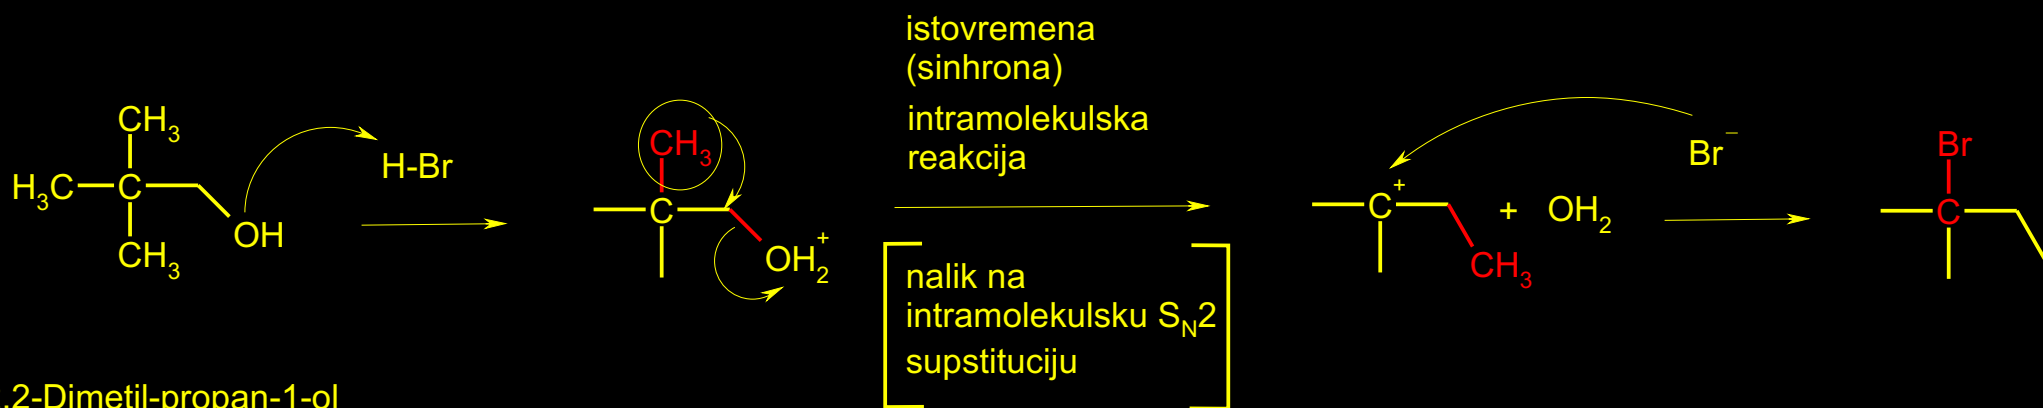 istovremena
(sinhrona)
intramolekulska
reakcija
CH₃
H₃C C
CH₃
OH
H-Br
CH₃
C
OH₂⁺
nalik na
intramolekulsku S_N2
supstituciju
C⁺
CH₃
+ OH₂
Br⁻
Br
C
,2-Dimetil-propan-1-ol